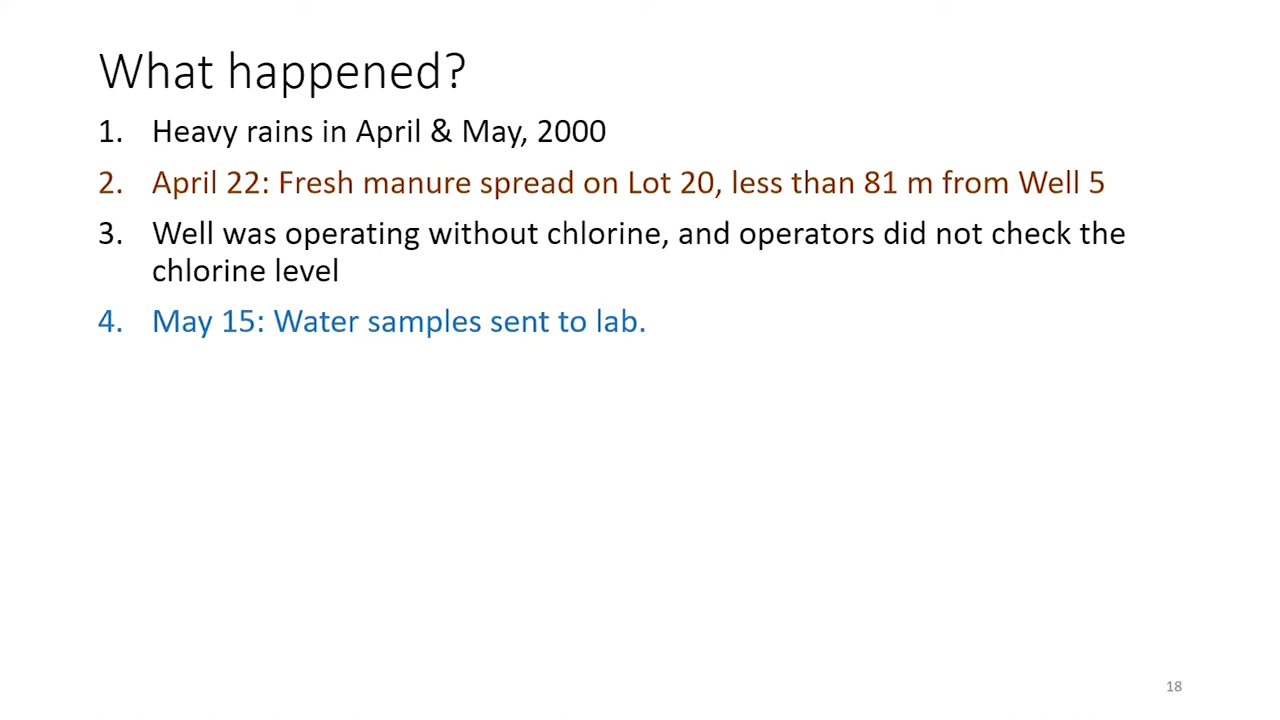 What happened?
1. Heavy rains in April & May, 2000
2. April 22: Fresh manure spread on Lot 20, less than 81 m from Well 5
3. Well was operating without chlorine, and operators did not check the
chlorine level
4. May 15: Water samples sent to lab.
18